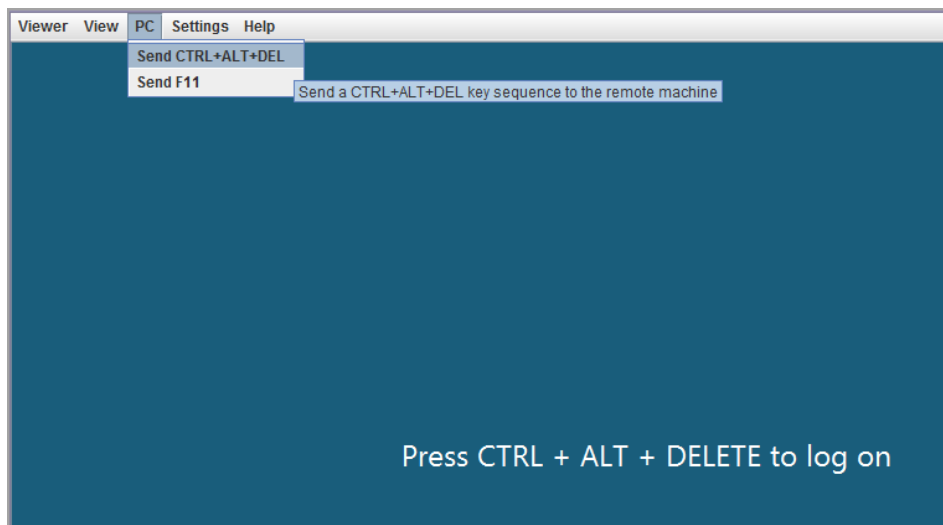 Viewer View PC Settings Help
Send CTRL+ALT+DEL
Send F11
Send a CTRL+ALT+DEL key sequence to the remote machine
Press CTRL + ALT + DELETE to log on